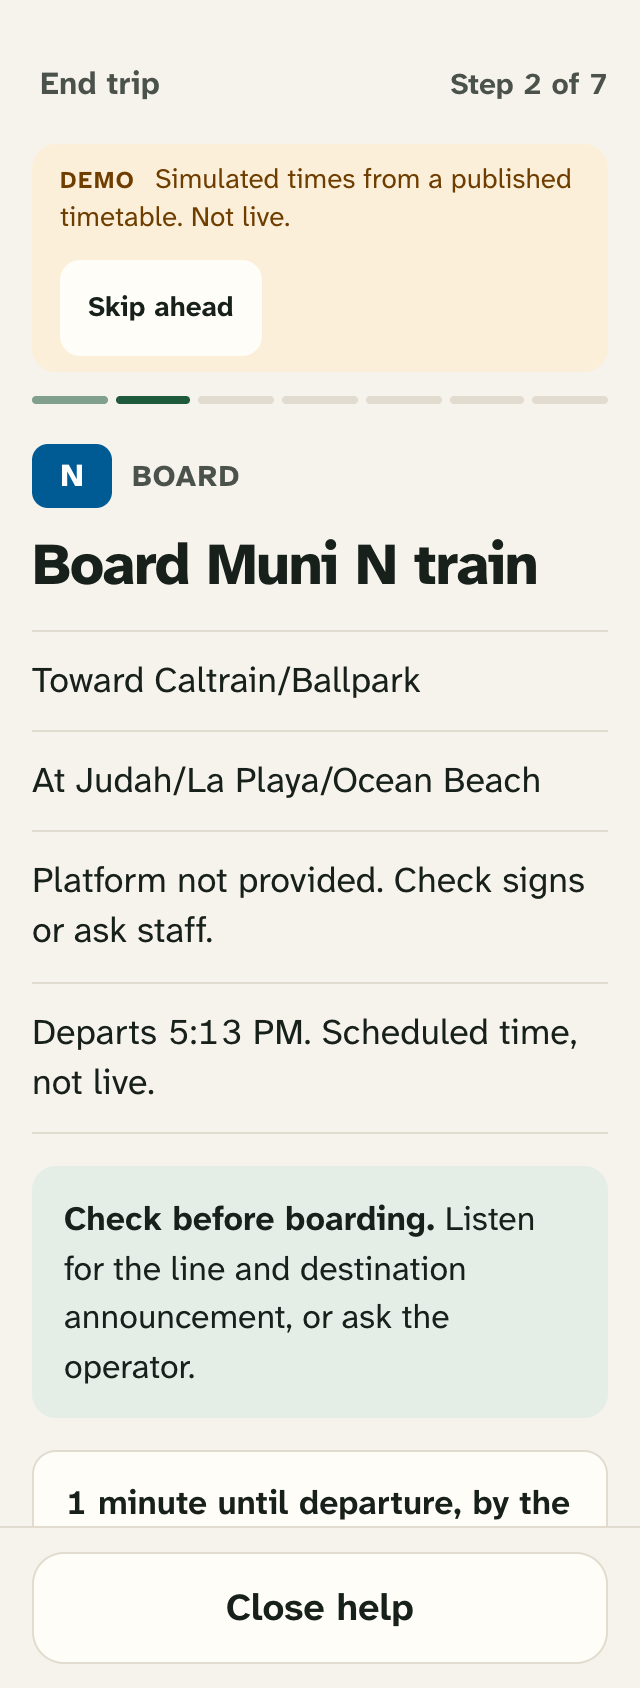 End trip
Step 2 of 7
DEMO Simulated times from a published
timetable. Not live.
Skip ahead
N BOARD
Board Muni N train
Toward Caltrain/Ballpark
At Judah/La Playa/Ocean Beach
Platform not provided. Check signs
or ask staff.
Departs 5:13 PM. Scheduled time,
not live.
Check before boarding. Listen
for the line and destination
announcement, or ask the
operator.
1 minute until departure, by the
Close help